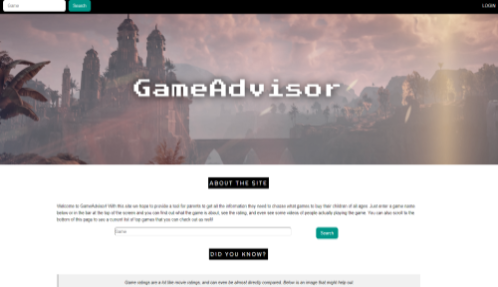 Game
Search
LOGIN
GameAdvisor
ABOUT THE SITE
Welcome to GameAdvisor! With this site we hope to provide a tool for parents to get all the information they need to choose what games to buy their children of all ages. Just enter a game name
below or in the bar at the top of the screen and you can find out what the game is about, see the rating, and even see some videos of people actually playing the game. You can also scroll to the
bottom of the page to see a current list of top games that you can check out as well!
Game
Search
DID YOU KNOW?
Game ratings are a lot like movie ratings, and can even be almost directly compared. Below is an image that might help out: